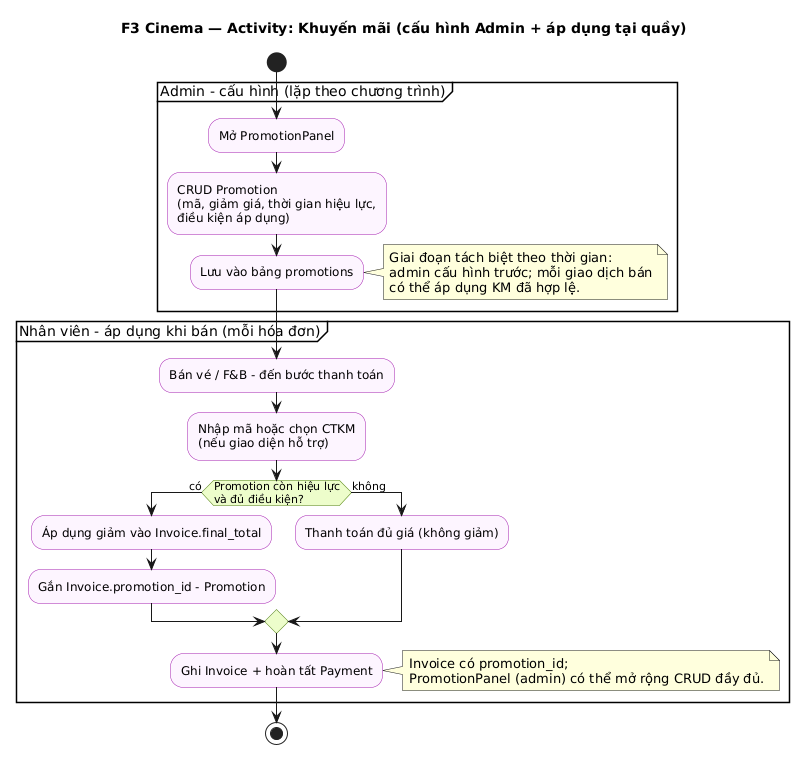 F3 Cinema — Activity: Khuyến mãi (cấu hình Admin + áp dụng tại quầy)
Admin - cấu hình (lặp theo chương trình)
Mở PromotionPanel
CRUD Promotion
(mã, giảm giá, thời gian hiệu lực,
điều kiện áp dụng)
Lưu vào bảng promotions
Giai đoạn tách biệt theo thời gian:
admin cấu hình trước; mỗi giao dịch bán
có thể áp dụng KM đã hợp lệ.
Nhân viên - áp dụng khi bán (mỗi hóa đơn)
Bán vé / F&B - đến bước thanh toán
Nhập mã hoặc chọn CTKM
(nếu giao diện hỗ trợ)
có
Promotion còn hiệu lực
và đủ điều kiện?
không
Áp dụng giảm vào Invoice.final_total
Thanh toán đủ giá (không giảm)
Gắn Invoice.promotion_id - Promotion
Ghi Invoice + hoàn tất Payment
Invoice có promotion_id;
PromotionPanel (admin) có thể mở rộng CRUD đầy đủ.